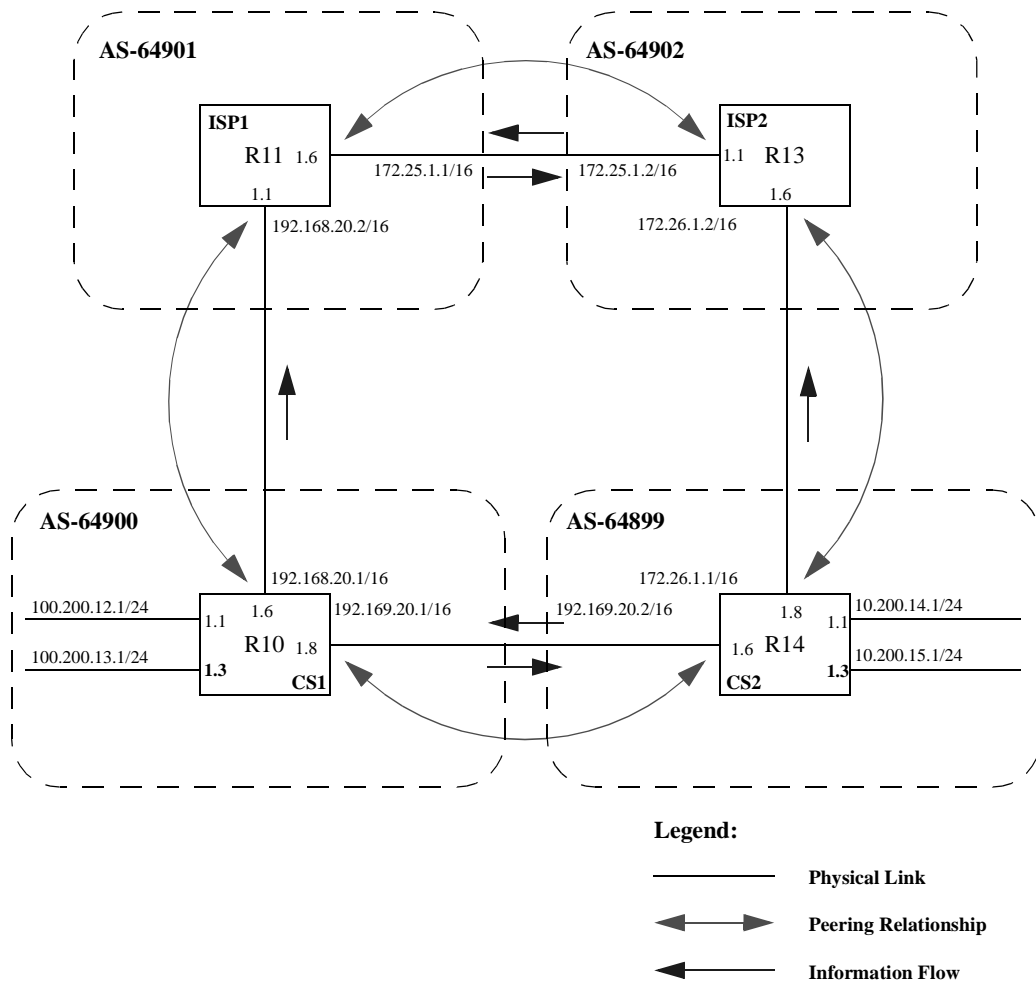 AS-64901
AS-64902
ISP1
R11 1.6
1.1
172.25.1.1/16
172.25.1.2/16
ISP2
1.1 R13
1.6
192.168.20.2/16
172.26.1.2/16
AS-64900
AS-64899
192.168.20.1/16
172.26.1.1/16
100.200.12.1/24
1.6
192.169.20.1/16
192.169.20.2/16
1.8
10.200.14.1/24
1.1
1.1
R10 1.8
1.6 R14
100.200.13.1/24
1.3
1.3
10.200.15.1/24
CS1
CS2
Legend:
Physical Link
Peering Relationship
Information Flow